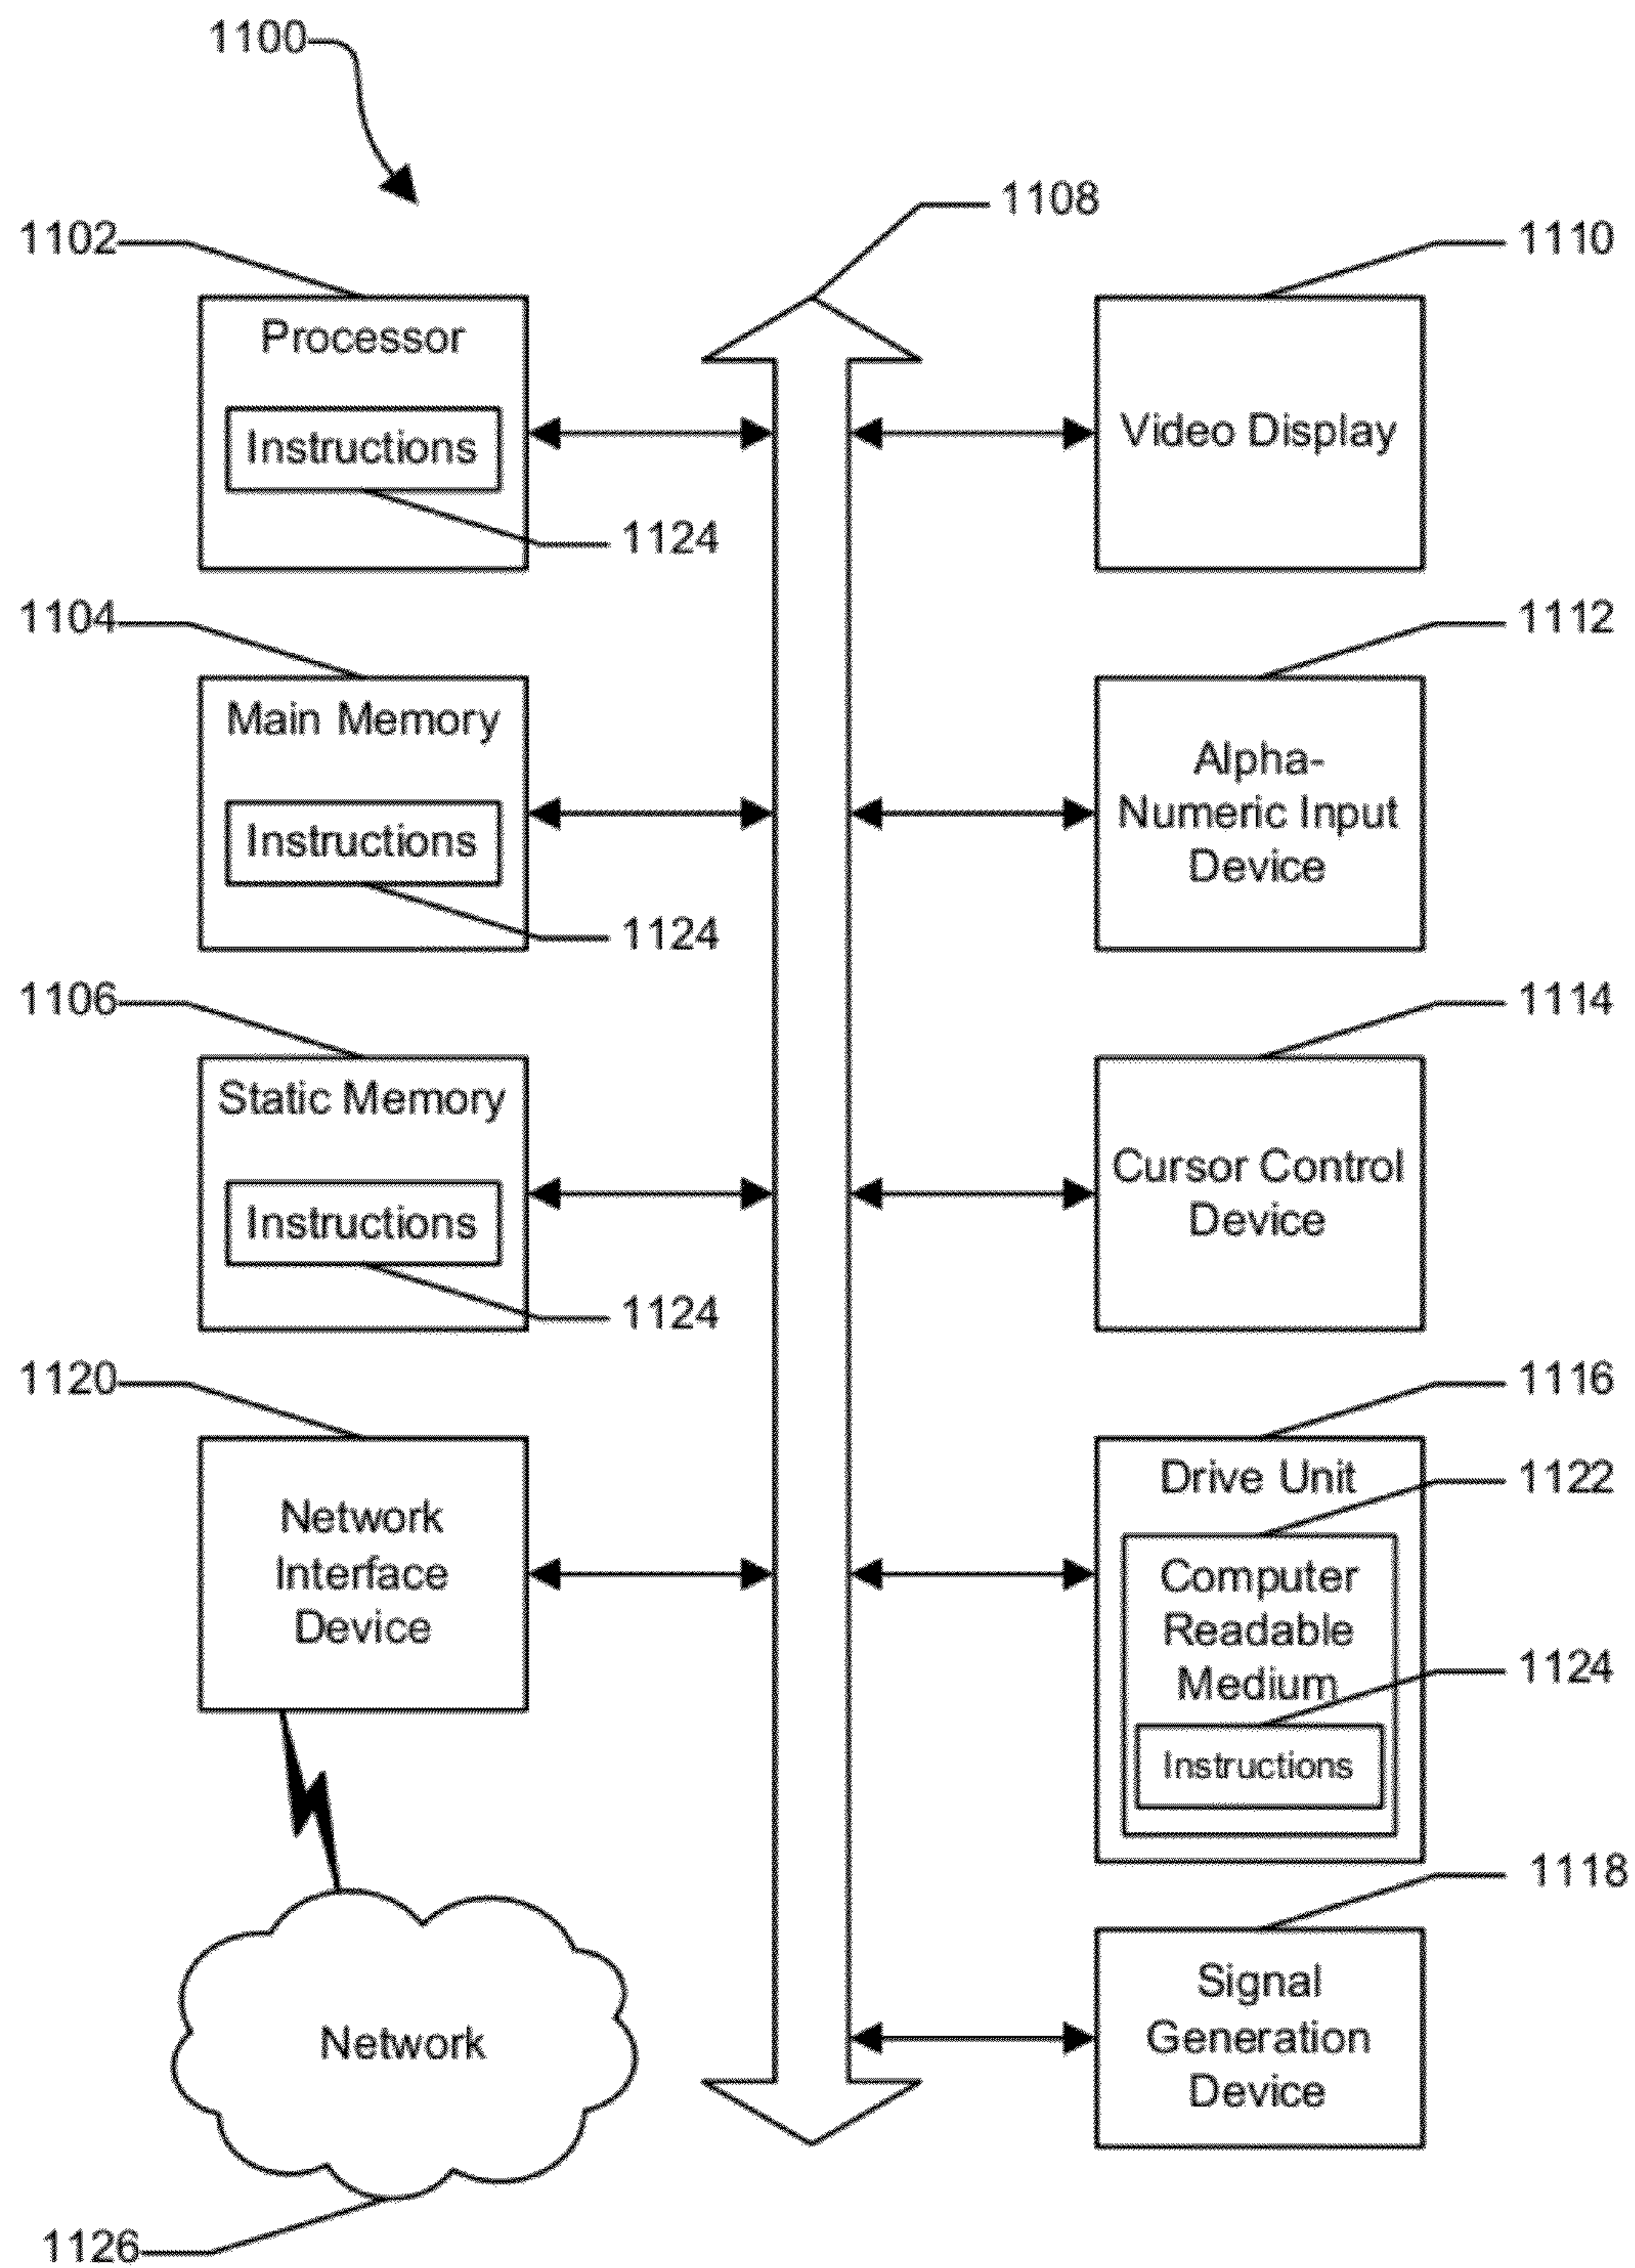 1100
1108
1102
1110
Processor
Instructions
1124
Video Display
1104
1112
Main Memory
Instructions
1124
Alpha-
Numeric Input
Device
1106
1114
Static Memory
Instructions
1124
Cursor Control
Device
1120
1116
Network
Interface
Device
Drive Unit
1122
Computer
Readable
Medium
1124
Instructions
1118
Network
Signal
Generation
Device
1126